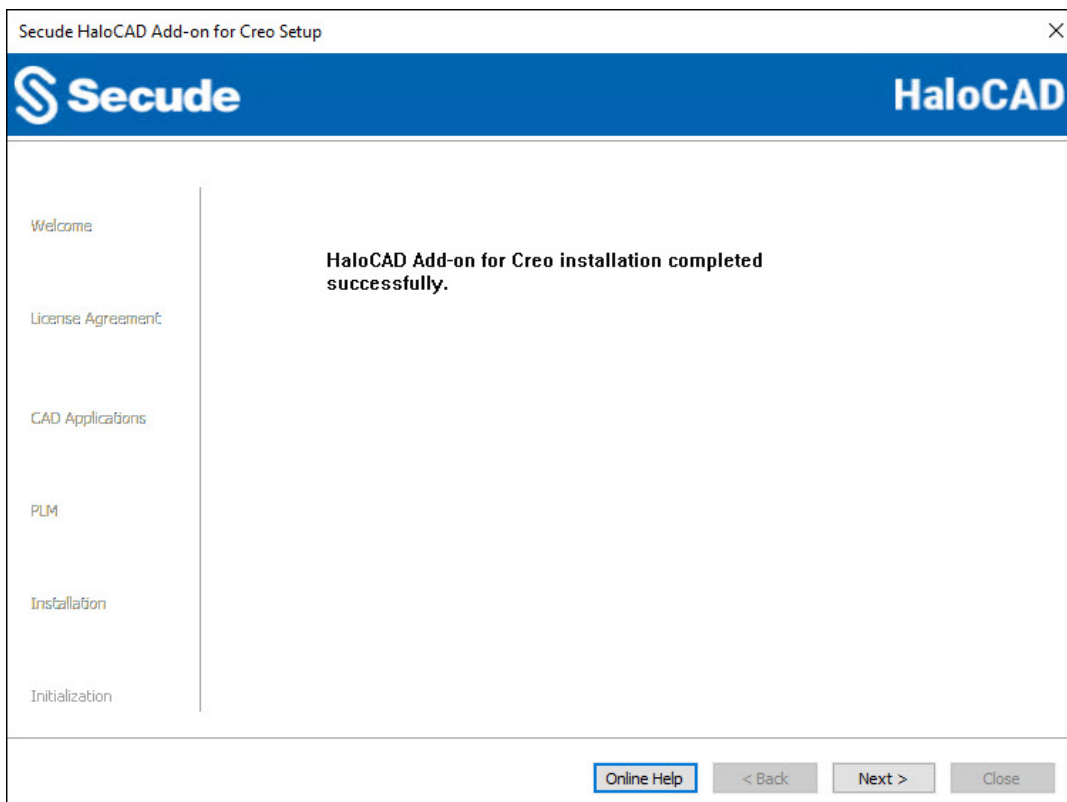 Secude HaloCAD Add-on for Creo Setup
Secude
HaloCAD
Welcome
License Agreement
CAD Applications
PLM
Installation
Initialization
HaloCAD Add-on for Creo installation completed
successfully.
Online Help
< Back
Next >
Close